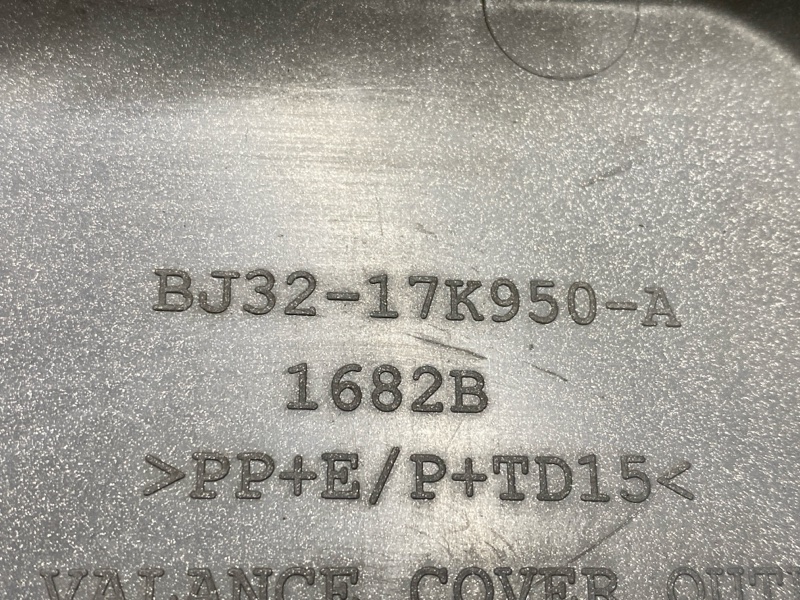 BJ32-17K950-A
1682B
>PP+E/P+TD15<
VALANCE COVER